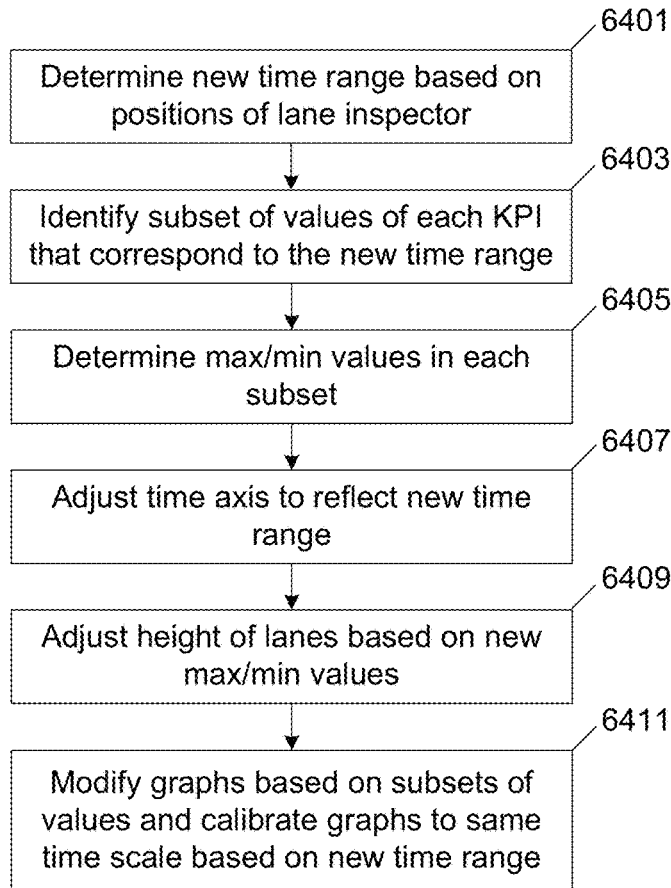 6401
Determine new time range based on
positions of lane inspector
6403
Identify subset of values of each KPI
that correspond to the new time range
6405
Determine max/min values in each
subset
6407
Adjust time axis to reflect new time
range
6409
Adjust height of lanes based on new
max/min values
6411
Modify graphs based on subsets of
values and calibrate graphs to same
time scale based on new time range